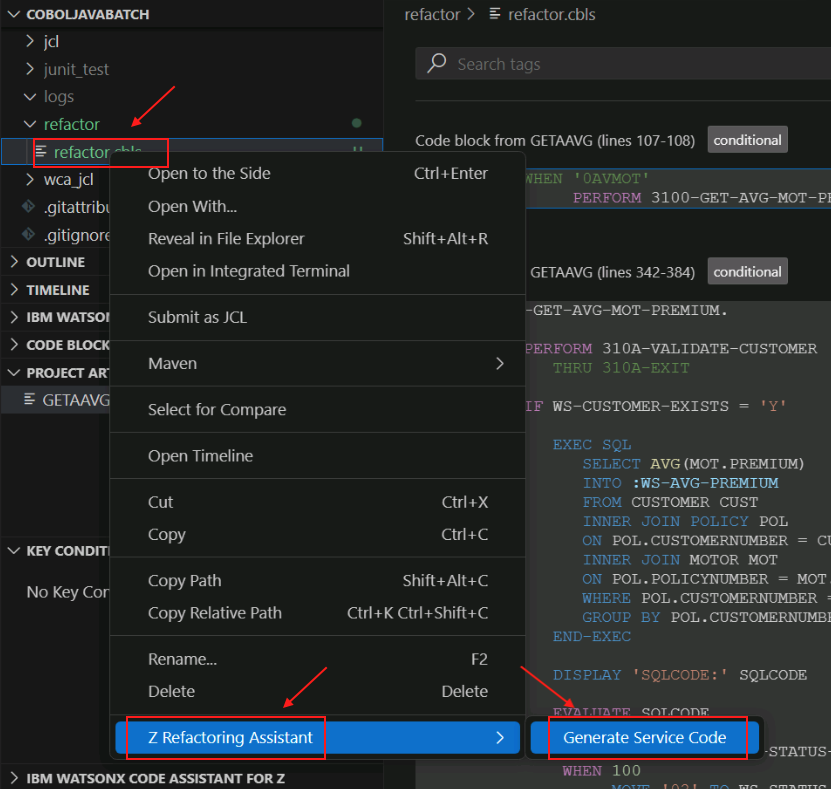 COBOLJAVABATCH
jcl
junit_test
logs
refactor
refactor.cbls
wca_jcl
.gitattribu
.gitignore
OUTLINE
TIMELINE
IBM WATSON
CODE BLOCK
PROJECT ART
GETAAVG
KEY CONDITI
No Key Con
IBM WATSONX CODE ASSISTANT FOR Z
Open to the Side Ctrl+Enter
Open With...
Reveal in File Explorer Shift+Alt+R
Open in Integrated Terminal
Submit as JCL
Maven
Select for Compare
Open Timeline
Cut Ctrl+X
Copy Ctrl+C
Copy Path Shift+Alt+C
Copy Relative Path Ctrl+K Ctrl+Shift+C
Rename... F2
Delete Delete
Z Refactoring Assistant
Generate Service Code
refactor > refactor.cbls
Search tags
Code block from GETAAVG (lines 107-108) conditional
WHEN '0AVMOT'
PERFORM 3100-GET-AVG-MOT-PR
GETAAVG (lines 342-384) conditional
-GET-AVG-MOT-PREMIUM.
PERFORM 310A-VALIDATE-CUSTOMER
THRU 310A-EXIT
IF WS-CUSTOMER-EXISTS = 'Y'
EXEC SQL
SELECT AVG(MOT.PREMIUM)
INTO :WS-AVG-PREMIUM
FROM CUSTOMER CUST
INNER JOIN POLICY POL
ON POL.CUSTOMERNUMBER = CU
INNER JOIN MOTOR MOT
ON POL.POLICYNUMBER = MOT.
WHERE POL.CUSTOMERNUMBER =
GROUP BY POL.CUSTOMERNUMBE
END-EXEC
DISPLAY 'SQLCODE:' SQLCODE
EVALUATE SQLCODE
-STATUS-
WHEN 100
MOVE '02' TO WS-STATUS